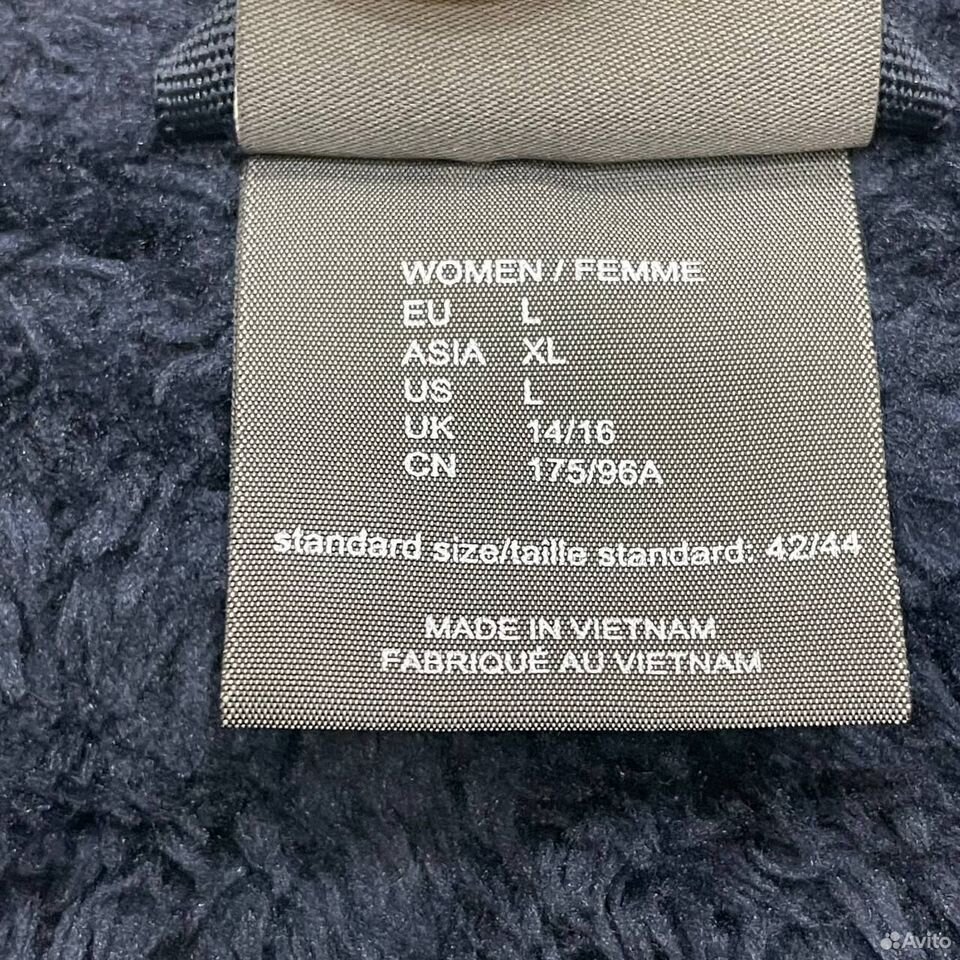 WOMEN / FEMME
EU L
ASIA XL
US L
UK 14/16
CN 175/96A
standard size/taille standard: 42/44
MADE IN VIETNAM
FABRIQUÉ AU VIETNAM
Avito